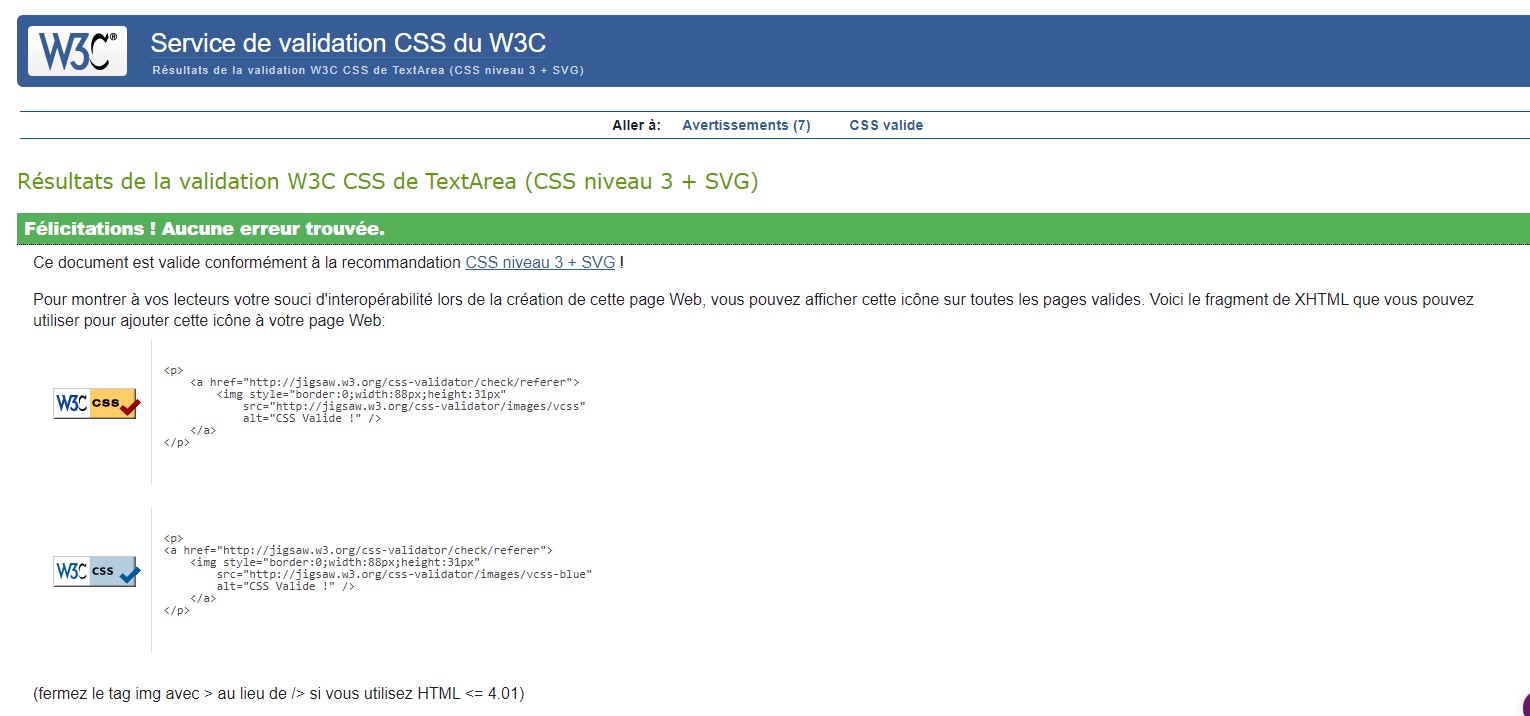 W3C®
Service de validation CSS du W3C
Résultats de la validation W3C CSS de TextArea (CSS niveau 3 + SVG)
Aller à: Avertissements (7) CSS valide
Résultats de la validation W3C CSS de TextArea (CSS niveau 3 + SVG)
Félicitations ! Aucune erreur trouvée.
Ce document est valide conformément à la recommandation CSS niveau 3 + SVG !
Pour montrer à vos lecteurs votre souci d'interopérabilité lors de la création de cette page Web, vous pouvez afficher cette icône sur toutes les pages valides. Voici le fragment de XHTML que vous pouvez
utiliser pour ajouter cette icône à votre page Web:
W3C css
<p>
<a href="http://jigsaw.w3.org/css-validator/check/referer">
<img style="border:0;width:88px;height:31px"
src="http://jigsaw.w3.org/css-validator/images/vcss"
alt="CSS Valide !" />
</a>
</p>
W3C css
<p>
<a href="http://jigsaw.w3.org/css-validator/check/referer">
<img style="border:0;width:88px;height:31px"
src="http://jigsaw.w3.org/css-validator/images/vcss-blue"
alt="CSS Valide !" />
</a>
</p>
(fermez le tag img avec > au lieu de /> si vous utilisez HTML <= 4.01)